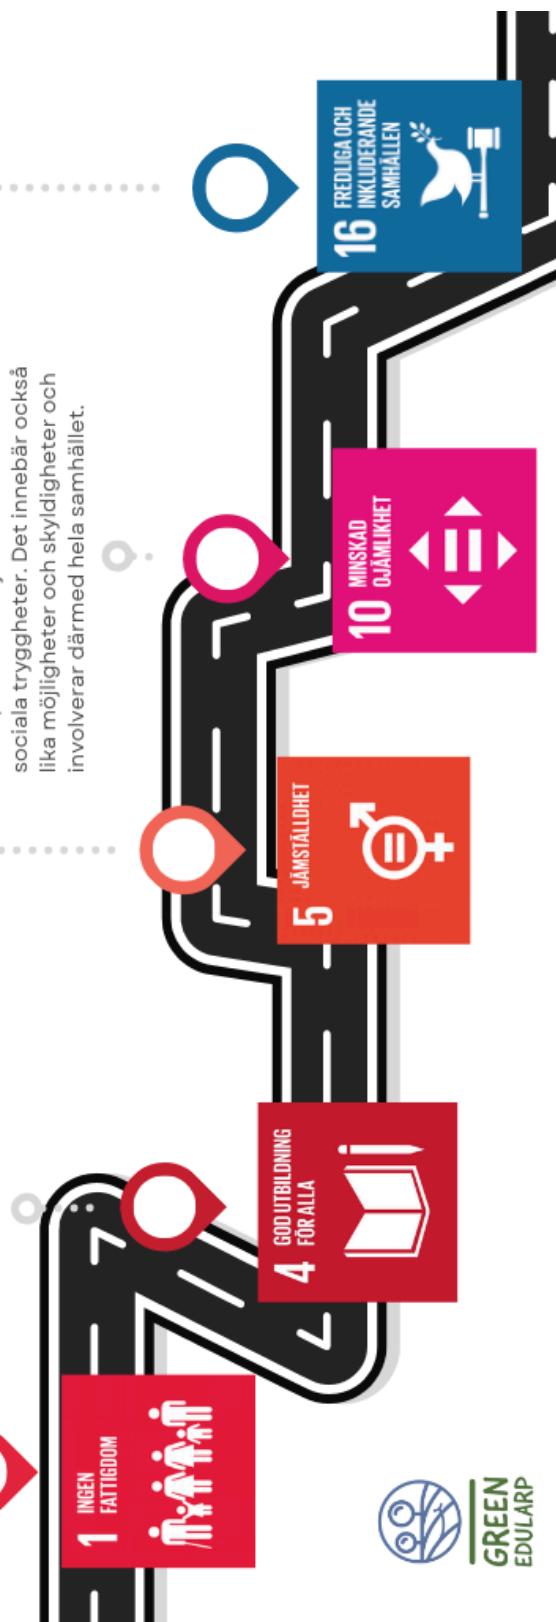 sociala tryggheter. Det innebär också
lika möjligheter och skyldigheter och
involverar därmed hela samhället.
1 INGEN
FATTIGDOM
4 GOD UTBILDNING
FÖR ALLA
5 JÄMSTÄLLDHET
10 MINSKAD
OJÄMLIKHET
16 FREDLIGA OCH
INKLUDERANDE
SAMHÄLLEN
GREEN
EDULARP